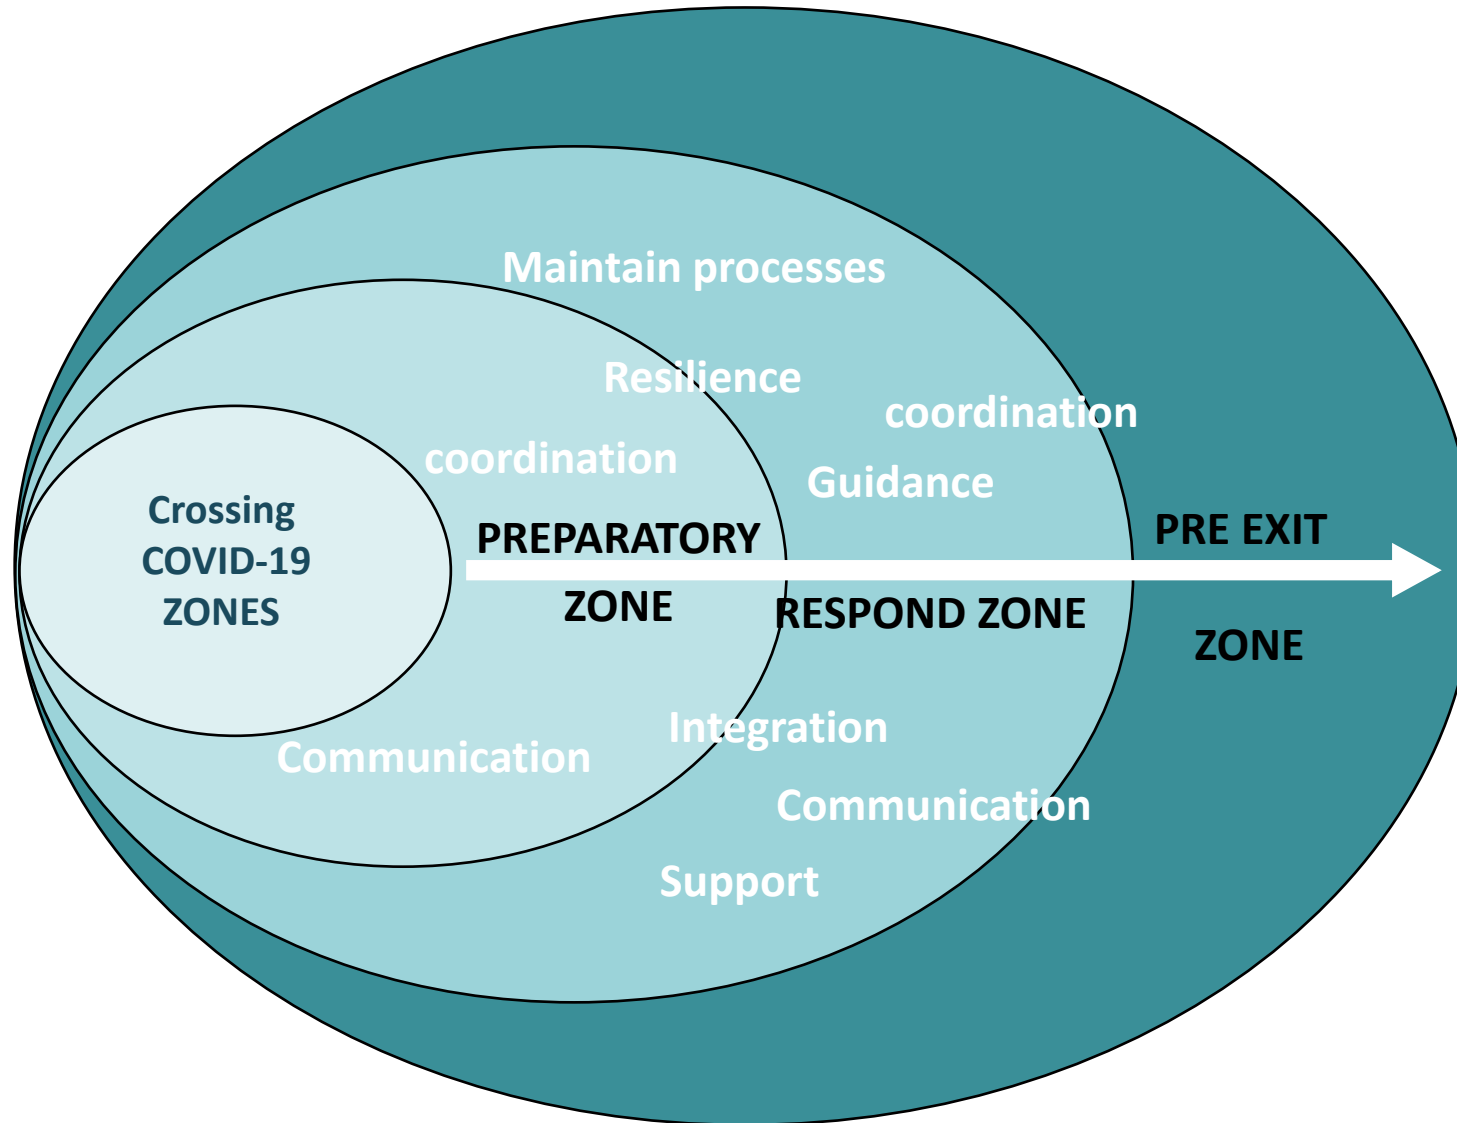 Maintain processes
Resilience
coordination
coordination
Guidance
Crossing
COVID-19
ZONES
PREPARATORY
ZONE
RESPOND ZONE
PRE EXIT
ZONE
Integration
Communication
Communication
Support